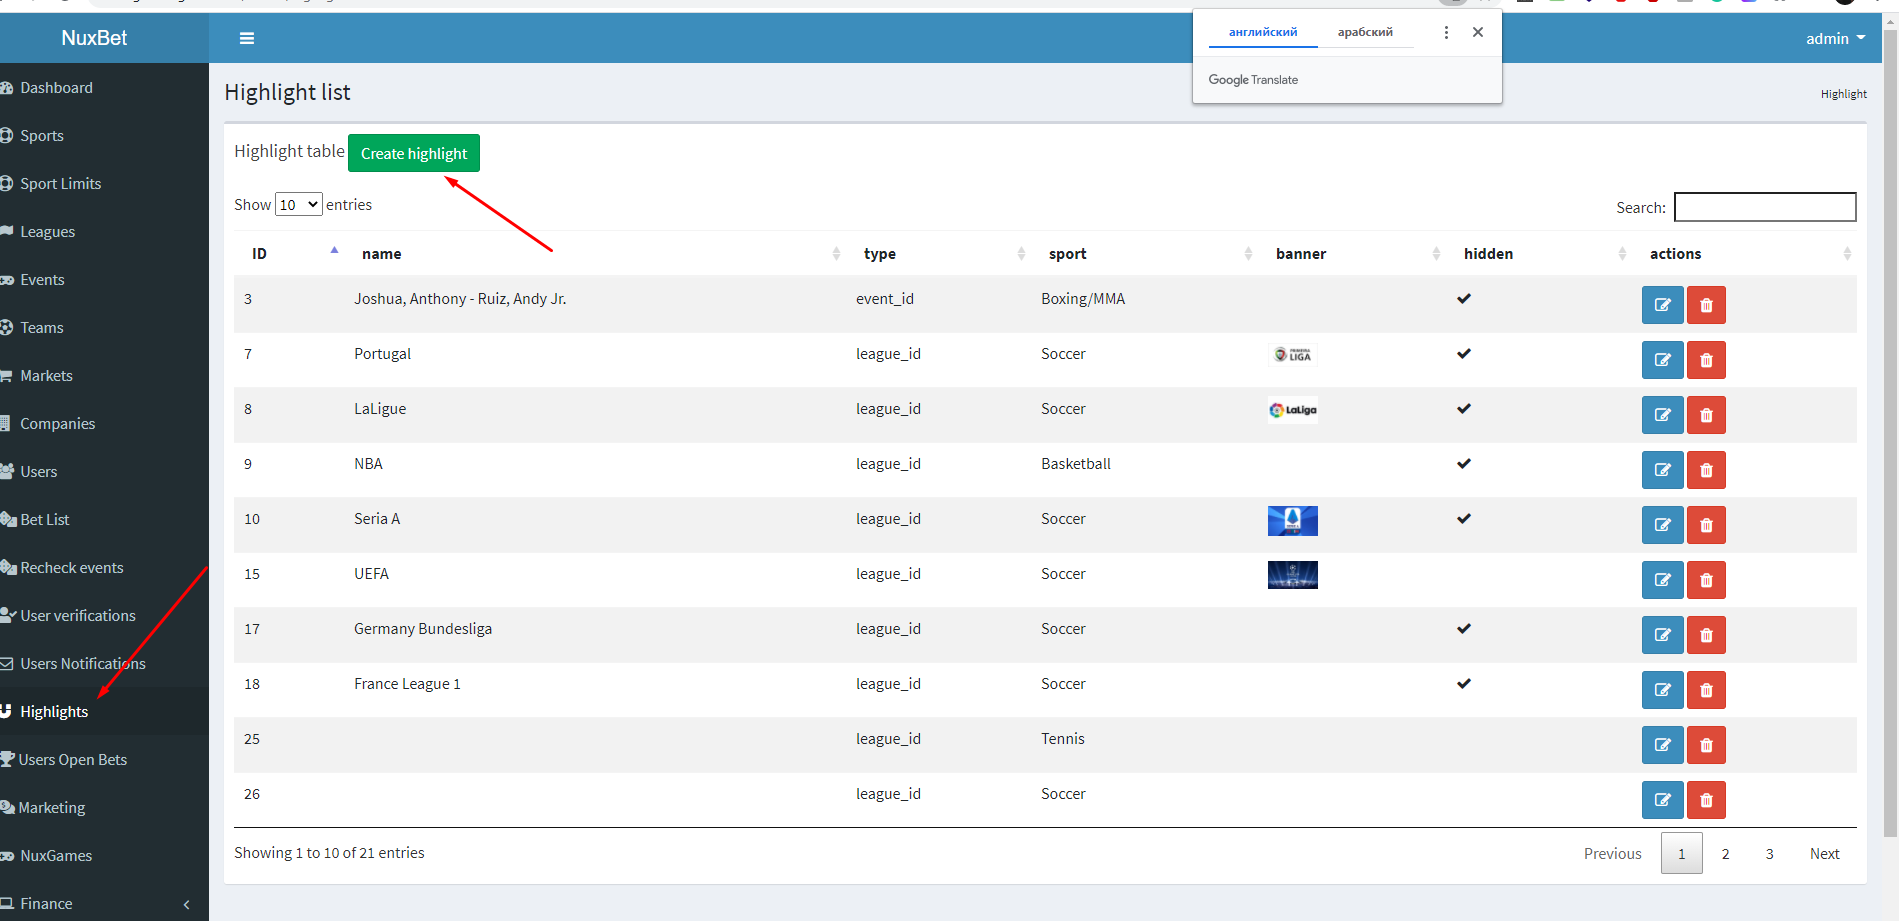 NuxBet
английский арабский
admin
Google Translate
Dashboard
Sports
Sport Limits
Leagues
Events
Teams
Markets
Companies
Users
Bet List
Recheck events
User verifications
Users Notifications
Highlights
Users Open Bets
Marketing
NuxGames
Finance
Highlight list
Highlight
Highlight table Create highlight
Show 10 entries
Search:
ID name type sport banner hidden actions
3 Joshua, Anthony - Ruiz, Andy Jr. event_id Boxing/MMA
7 Portugal league_id Soccer LIGA
8 LaLigue league_id Soccer LaLiga
9 NBA league_id Basketball
10 Seria A league_id Soccer
15 UEFA league_id Soccer
17 Germany Bundesliga league_id Soccer
18 France League 1 league_id Soccer
25 league_id Tennis
26 league_id Soccer
Showing 1 to 10 of 21 entries
Previous 1 2 3 Next